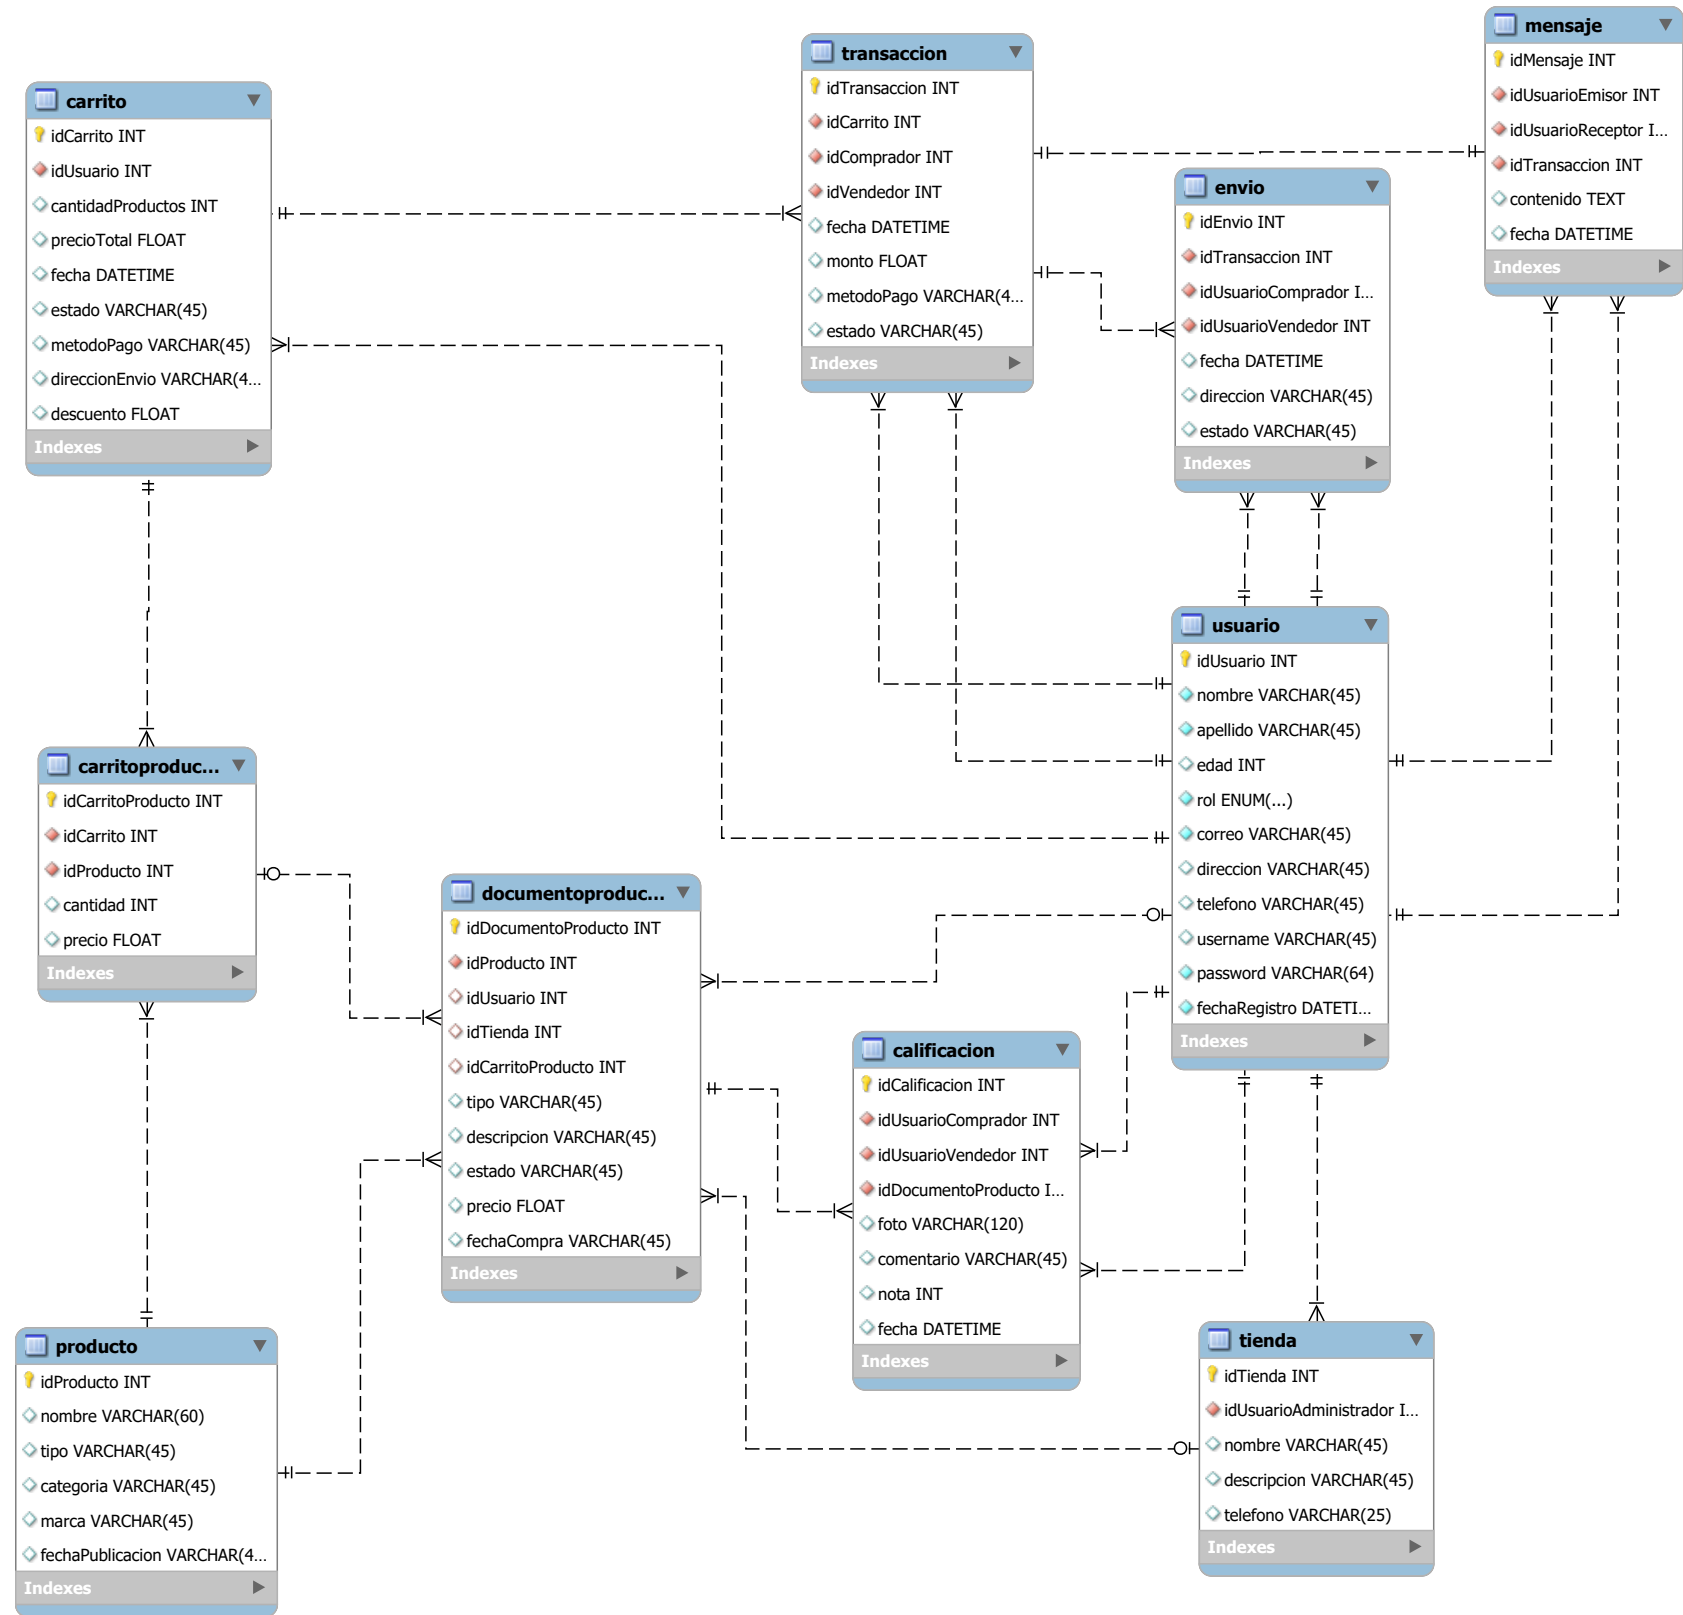 carrito
idCarrito INT
idUsuario INT
cantidadProductos INT
precioTotal FLOAT
fecha DATETIME
estado VARCHAR(45)
metodoPago VARCHAR(45)
direccionEnvio VARCHAR(4...
descuento FLOAT
Indexes
transaccion
idTransaccion INT
idCarrito INT
idComprador INT
idVendedor INT
fecha DATETIME
monto FLOAT
metodoPago VARCHAR(4...
estado VARCHAR(45)
Indexes
mensaje
idMensaje INT
idUsuarioEmisor INT
idUsuarioReceptor I...
idTransaccion INT
contenido TEXT
fecha DATETIME
Indexes
envio
idEnvio INT
idTransaccion INT
idUsuarioComprador I...
idUsuarioVendedor INT
fecha DATETIME
direccion VARCHAR(45)
estado VARCHAR(45)
Indexes
usuario
idUsuario INT
nombre VARCHAR(45)
apellido VARCHAR(45)
edad INT
rol ENUM(...)
correo VARCHAR(45)
direccion VARCHAR(45)
telefono VARCHAR(45)
username VARCHAR(45)
password VARCHAR(64)
fechaRegistro DATETI...
Indexes
carritoproduc...
idCarritoProducto INT
idCarrito INT
idProducto INT
cantidad INT
precio FLOAT
Indexes
documentoproduc...
idDocumentoProducto INT
idProducto INT
idUsuario INT
idTienda INT
idCarritoProducto INT
tipo VARCHAR(45)
descripcion VARCHAR(45)
estado VARCHAR(45)
precio FLOAT
fechaCompra VARCHAR(45)
Indexes
calificacion
idCalificacion INT
idUsuarioComprador INT
idUsuarioVendedor INT
idDocumentoProducto I...
foto VARCHAR(120)
comentario VARCHAR(45)
nota INT
fecha DATETIME
Indexes
producto
idProducto INT
nombre VARCHAR(60)
tipo VARCHAR(45)
categoria VARCHAR(45)
marca VARCHAR(45)
fechaPublicacion VARCHAR(4...
Indexes
tienda
idTienda INT
idUsuarioAdministrador I...
nombre VARCHAR(45)
descripcion VARCHAR(45)
telefono VARCHAR(25)
Indexes